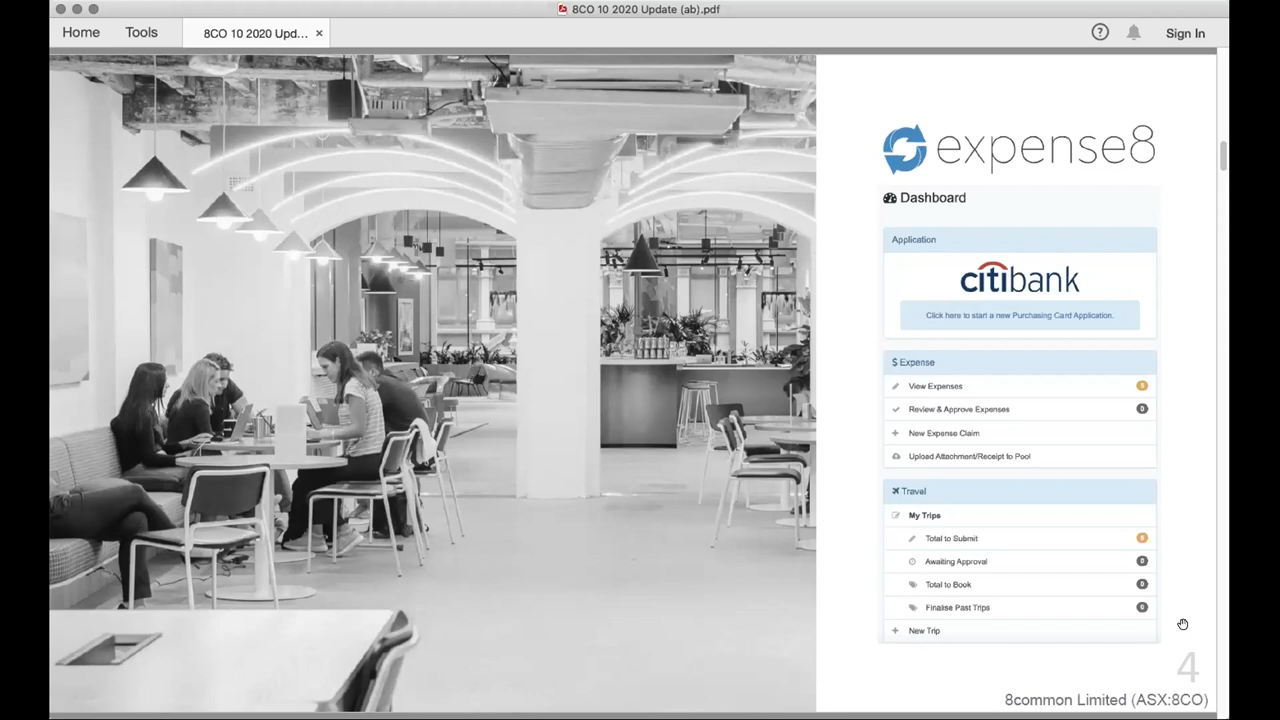 8CO 10 2020 Update (ab).pdf
Home
Tools
8CO 10 2020 Upd... ×
?
Sign In
expense8
Dashboard
Application
citibank
Click here to start a new Purchasing Card Application.
$ Expense
View Expenses 5
Review & Approve Expenses 0
New Expense Claim
Upload Attachment/Receipt to Pool
Travel
My Trips
Total to Submit 5
Awaiting Approval 0
Total to Book 0
Finalise Past Trips 0
New Trip
4
8common Limited (ASX:8CO)